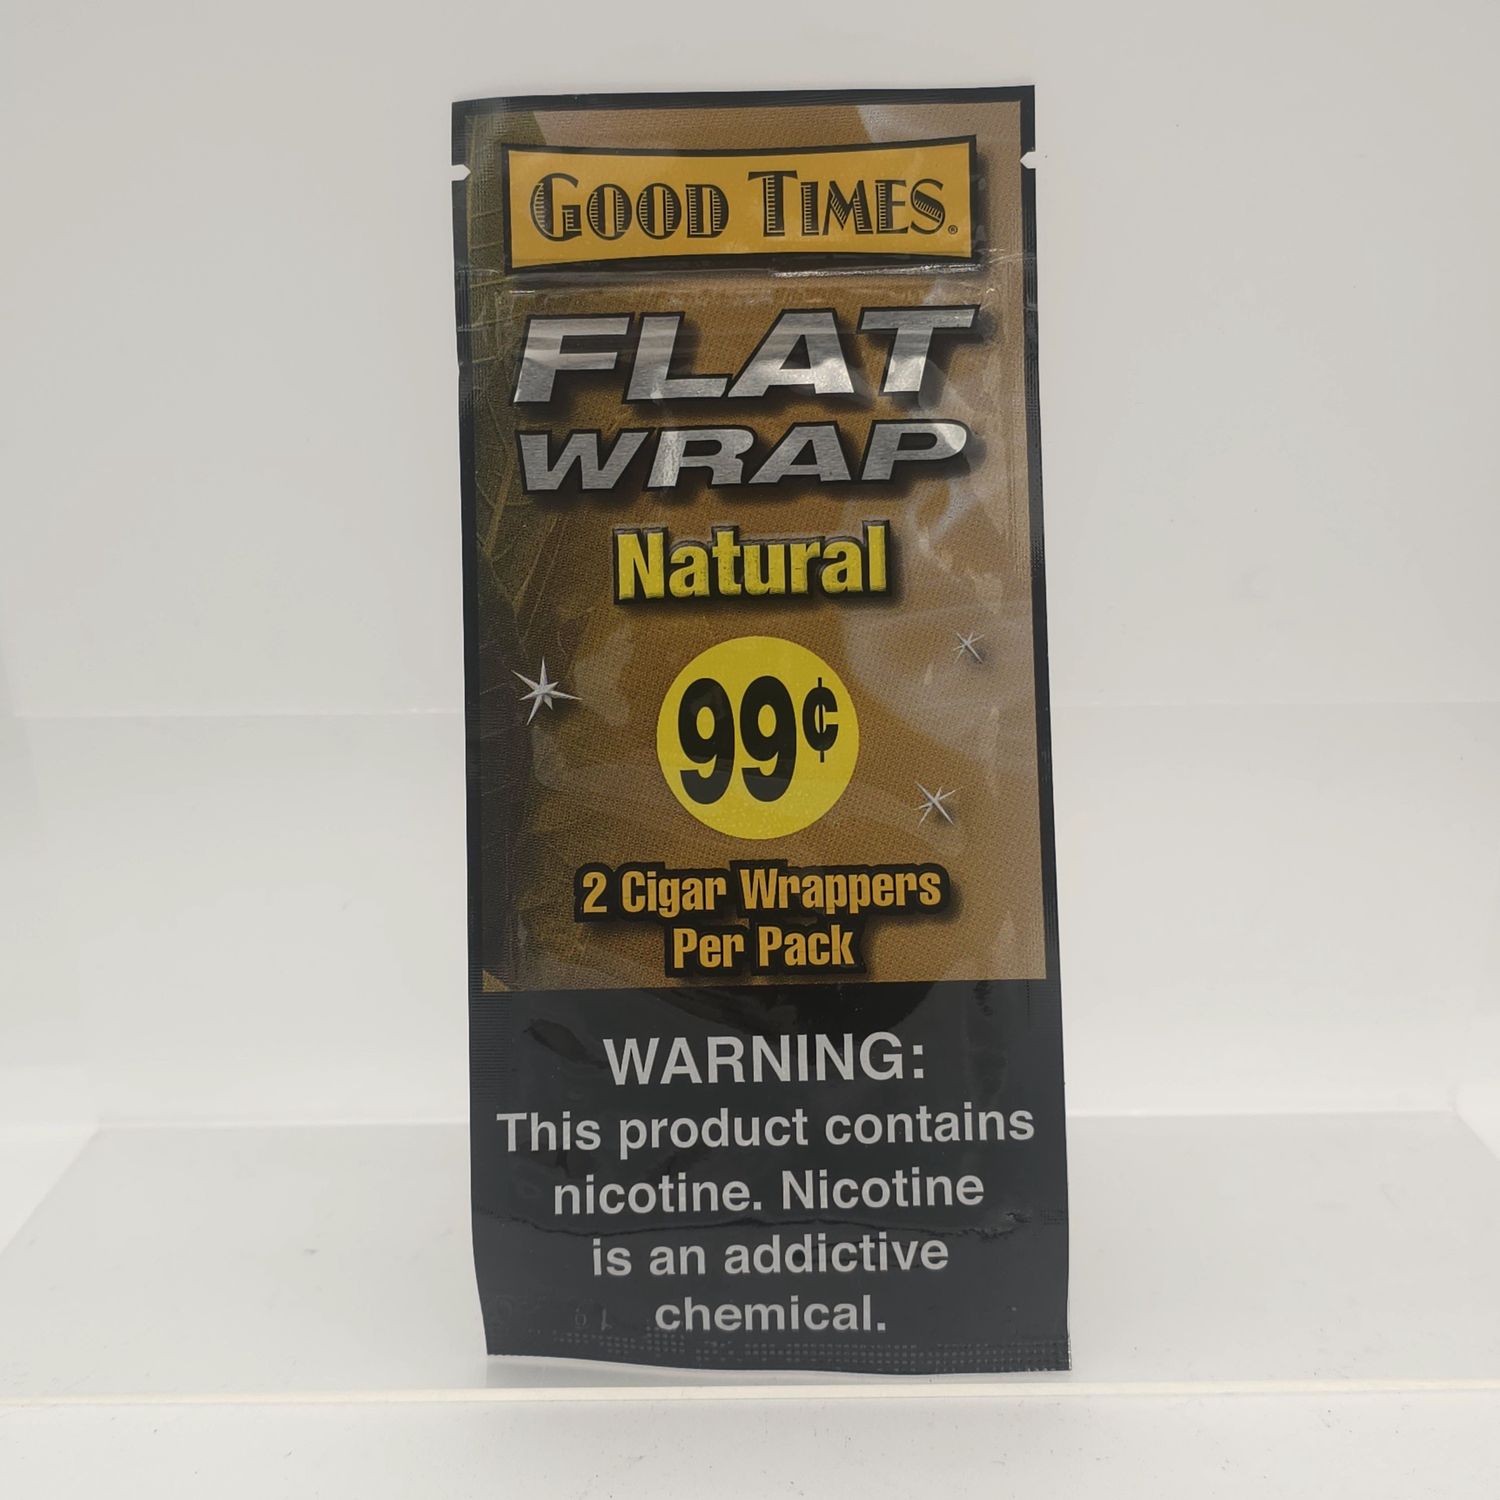 GOOD TIMES®
FLAT
WRAP
Natural
99¢
2 Cigar Wrappers
Per Pack
WARNING:
This product contains
nicotine. Nicotine
is an addictive
chemical.